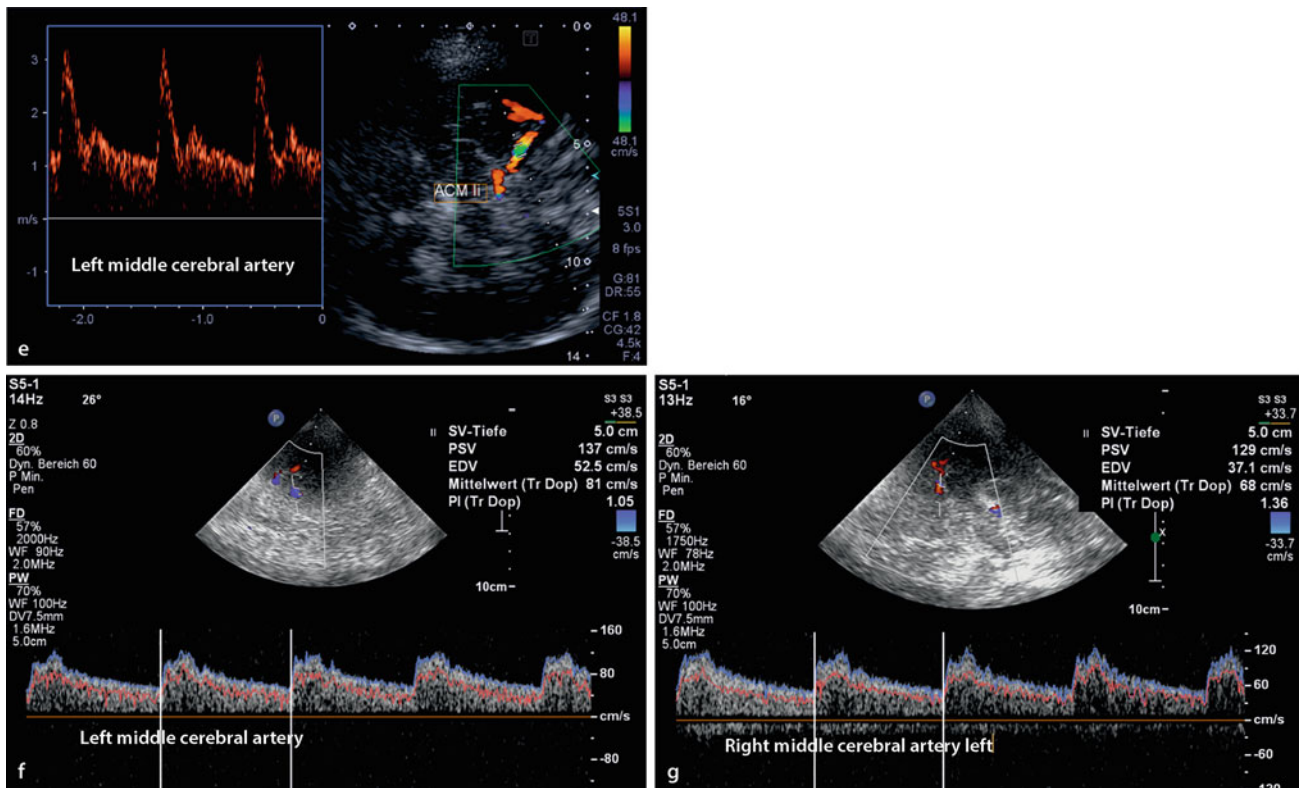 48.1
48.1
cm/s
3
2
1
m/s
-1
-2.0 -1.0 0
Left middle cerebral artery
e
T
0
5
10
14
ACM li
5S1
3.0
8 fps
G:81
DR:55
CF 1.8
CG:42
4.5k
F:4
S5-1
14Hz 26°
Z 0.8
2D
60%
Dyn. Bereich 60
P Min.
Pen
FD
57%
2000Hz
WF 90Hz
2.0MHz
PW
70%
WF 100Hz
DV7.5mm
1.6MHz
5.0cm
P
S3 S3
+38.5
SV-Tiefe 5.0 cm
PSV 137 cm/s
EDV 52.5 cm/s
Mittelwert (Tr Dop) 81 cm/s
PI (Tr Dop) 1.05
-38.5
cm/s
10cm
160
80
cm/s
-80
Left middle cerebral artery
f
S5-1
13Hz 16°
2D
60%
Dyn. Bereich 60
P Min.
Pen
FD
57%
1750Hz
WF 78Hz
2.0MHz
PW
70%
WF 100Hz
DV7.5mm
1.6MHz
5.0cm
P
S3 S3
+33.7
SV-Tiefe 5.0 cm
PSV 129 cm/s
EDV 37.1 cm/s
Mittelwert (Tr Dop) 68 cm/s
PI (Tr Dop) 1.36
X
-33.7
cm/s
10cm
120
60
cm/s
-60
Right middle cerebral artery left
g